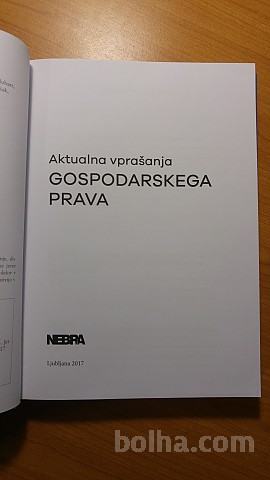 Aktualna vprašanja
GOSPODARSKEGA
PRAVA
NEBRA
Ljubljana 2017
bolha.com